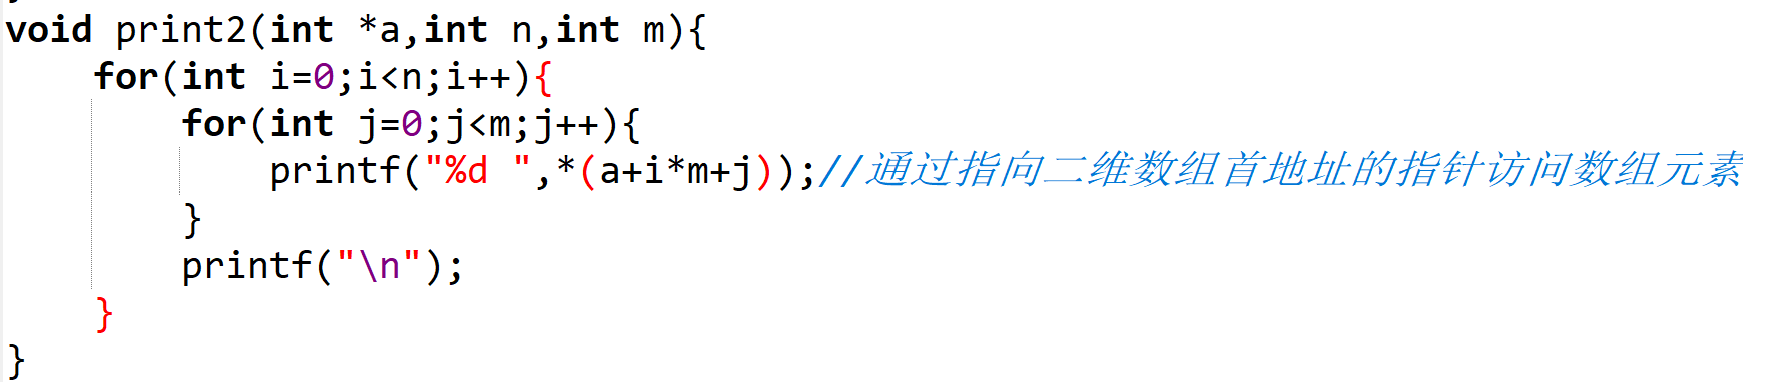 void print2(int *a,int n,int m){
    for(int i=0;i<n;i++){
        for(int j=0;j<m;j++){
            printf("%d ",*(a+i*m+j));//通过指向二维数组首地址的指针访问数组元素
        }
        printf("\n");
    }
}